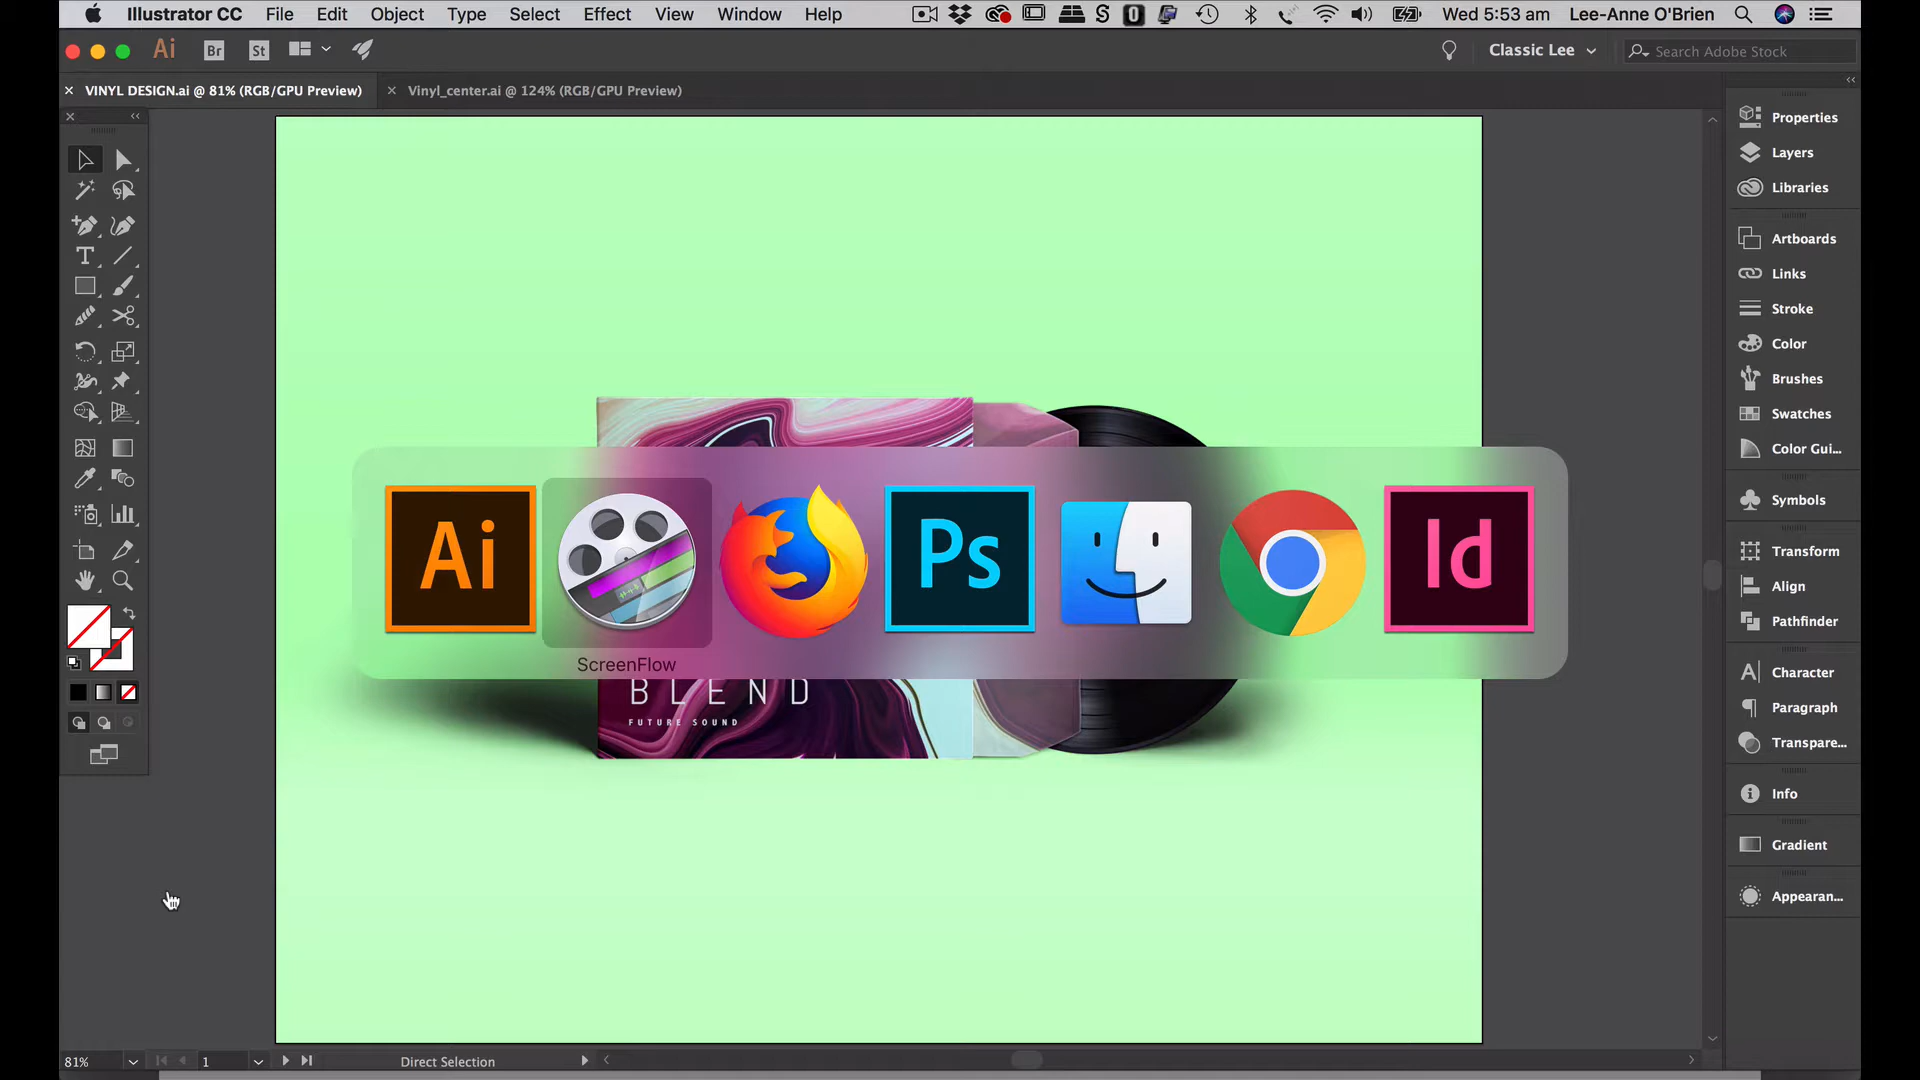 Illustrator CC File Edit Object Type Select Effect View Window Help Wed 5:53 am Lee-Anne O'Brien
Ai Br St Classic Lee Search Adobe Stock
VINYL DESIGN.ai @ 81% (RGB/GPU Preview) Vinyl_center.ai @ 124% (RGB/GPU Preview)
Properties
Layers
Libraries
Artboards
Links
Stroke
Color
Brushes
Swatches
Color Gui...
Symbols
Transform
Align
Pathfinder
Character
Paragraph
Transpare...
Info
Gradient
Appearan...
Ai Ps Id
ScreenFlow
BLEND
FUTURE SOUND
81% 1 Direct Selection